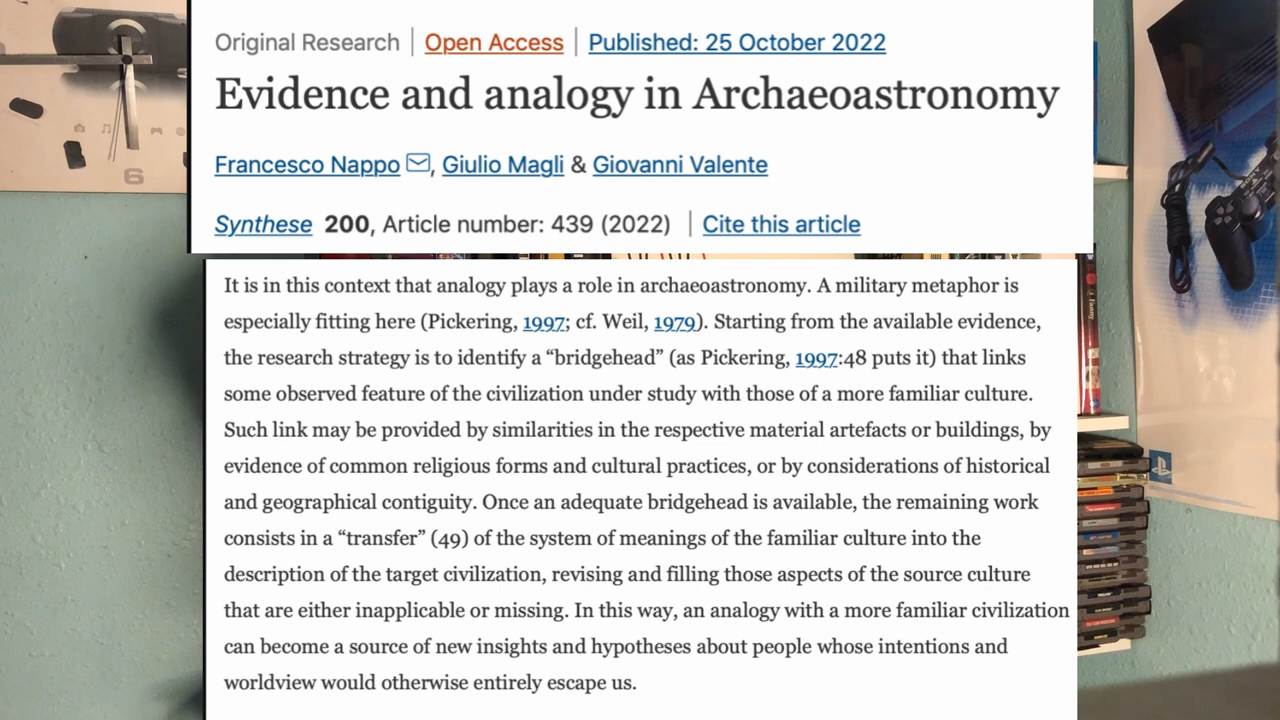 Original Research | Open Access | Published: 25 October 2022
Evidence and analogy in Archaeoastronomy
Francesco Nappo, Giulio Magli & Giovanni Valente
Synthese 200, Article number: 439 (2022) | Cite this article
It is in this context that analogy plays a role in archaeoastronomy. A military metaphor is
especially fitting here (Pickering, 1997; cf. Weil, 1979). Starting from the available evidence,
the research strategy is to identify a “bridgehead” (as Pickering, 1997:48 puts it) that links
some observed feature of the civilization under study with those of a more familiar culture.
Such link may be provided by similarities in the respective material artefacts or buildings, by
evidence of common religious forms and cultural practices, or by considerations of historical
and geographical contiguity. Once an adequate bridgehead is available, the remaining work
consists in a “transfer” (49) of the system of meanings of the familiar culture into the
description of the target civilization, revising and filling those aspects of the source culture
that are either inapplicable or missing. In this way, an analogy with a more familiar civilization
can become a source of new insights and hypotheses about people whose intentions and
worldview would otherwise entirely escape us.
6
SONY